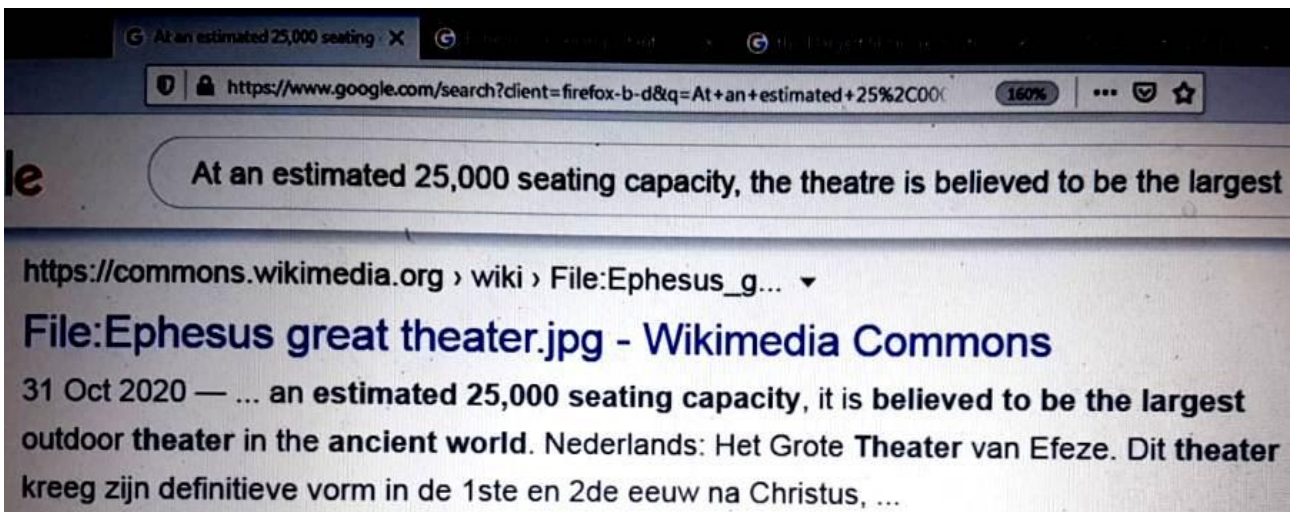 G At an estimated 25,000 seating X G G
https://www.google.com/search?client=firefox-b-d&q=At+an+estimated+25%2C00 160% ...
le At an estimated 25,000 seating capacity, the theatre is believed to be the largest
https://commons.wikimedia.org › wiki › File:Ephesus_g... ▾
File:Ephesus great theater.jpg - Wikimedia Commons
31 Oct 2020 — ... an estimated 25,000 seating capacity, it is believed to be the largest
outdoor theater in the ancient world. Nederlands: Het Grote Theater van Efeze. Dit theater
kreeg zijn definitieve vorm in de 1ste en 2de eeuw na Christus, ...